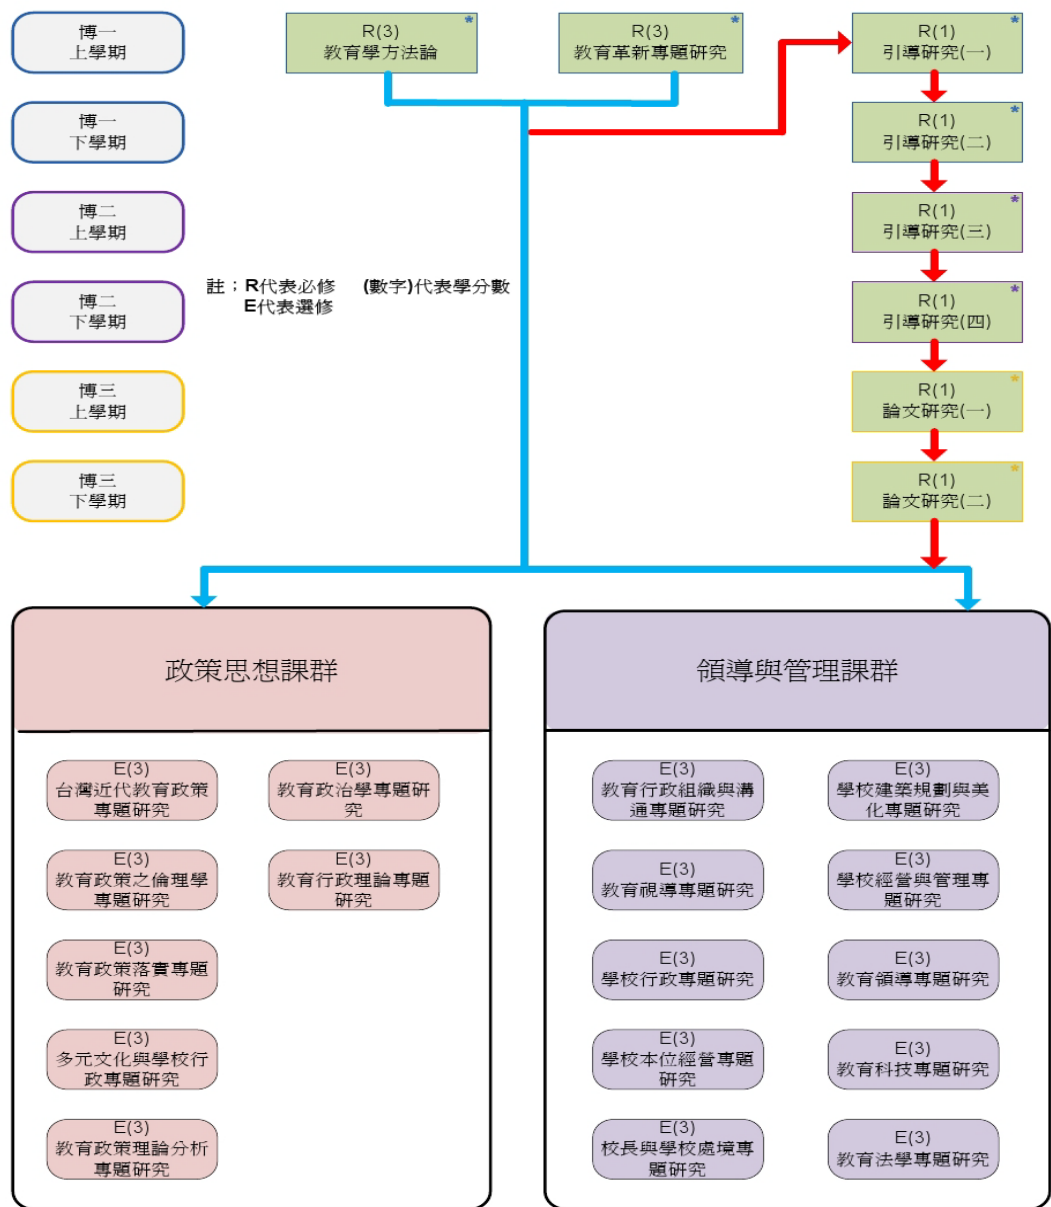 博一
上學期
R(3)
*
教育學方法論
R(3)
*
教育革新專題研究
R(1)
*
引導研究(一)
博一
下學期
R(1)
*
引導研究(二)
博二
上學期
R(1)
*
引導研究(三)
註；R代表必修 (數字)代表學分數
E代表選修
博二
下學期
R(1)
*
引導研究(四)
博三
上學期
R(1)
*
論文研究(一)
博三
下學期
R(1)
*
論文研究(二)
政策思想課群
E(3)
台灣近代教育政策
專題研究
E(3)
教育政治學專題研
究
E(3)
教育政策之倫理學
專題研究
E(3)
教育行政理論專題
研究
E(3)
教育政策落實專題
研究
E(3)
多元文化與學校行
政專題研究
E(3)
教育政策理論分析
專題研究
領導與管理課群
E(3)
教育行政組織與溝
通專題研究
E(3)
學校建築規劃與美
化專題研究
E(3)
教育視導專題研究
E(3)
學校經營與管理專
題研究
E(3)
學校行政專題研究
E(3)
教育領導專題研究
E(3)
學校本位經營專題
研究
E(3)
教育科技專題研究
E(3)
校長與學校處境專
題研究
E(3)
教育法學專題研究